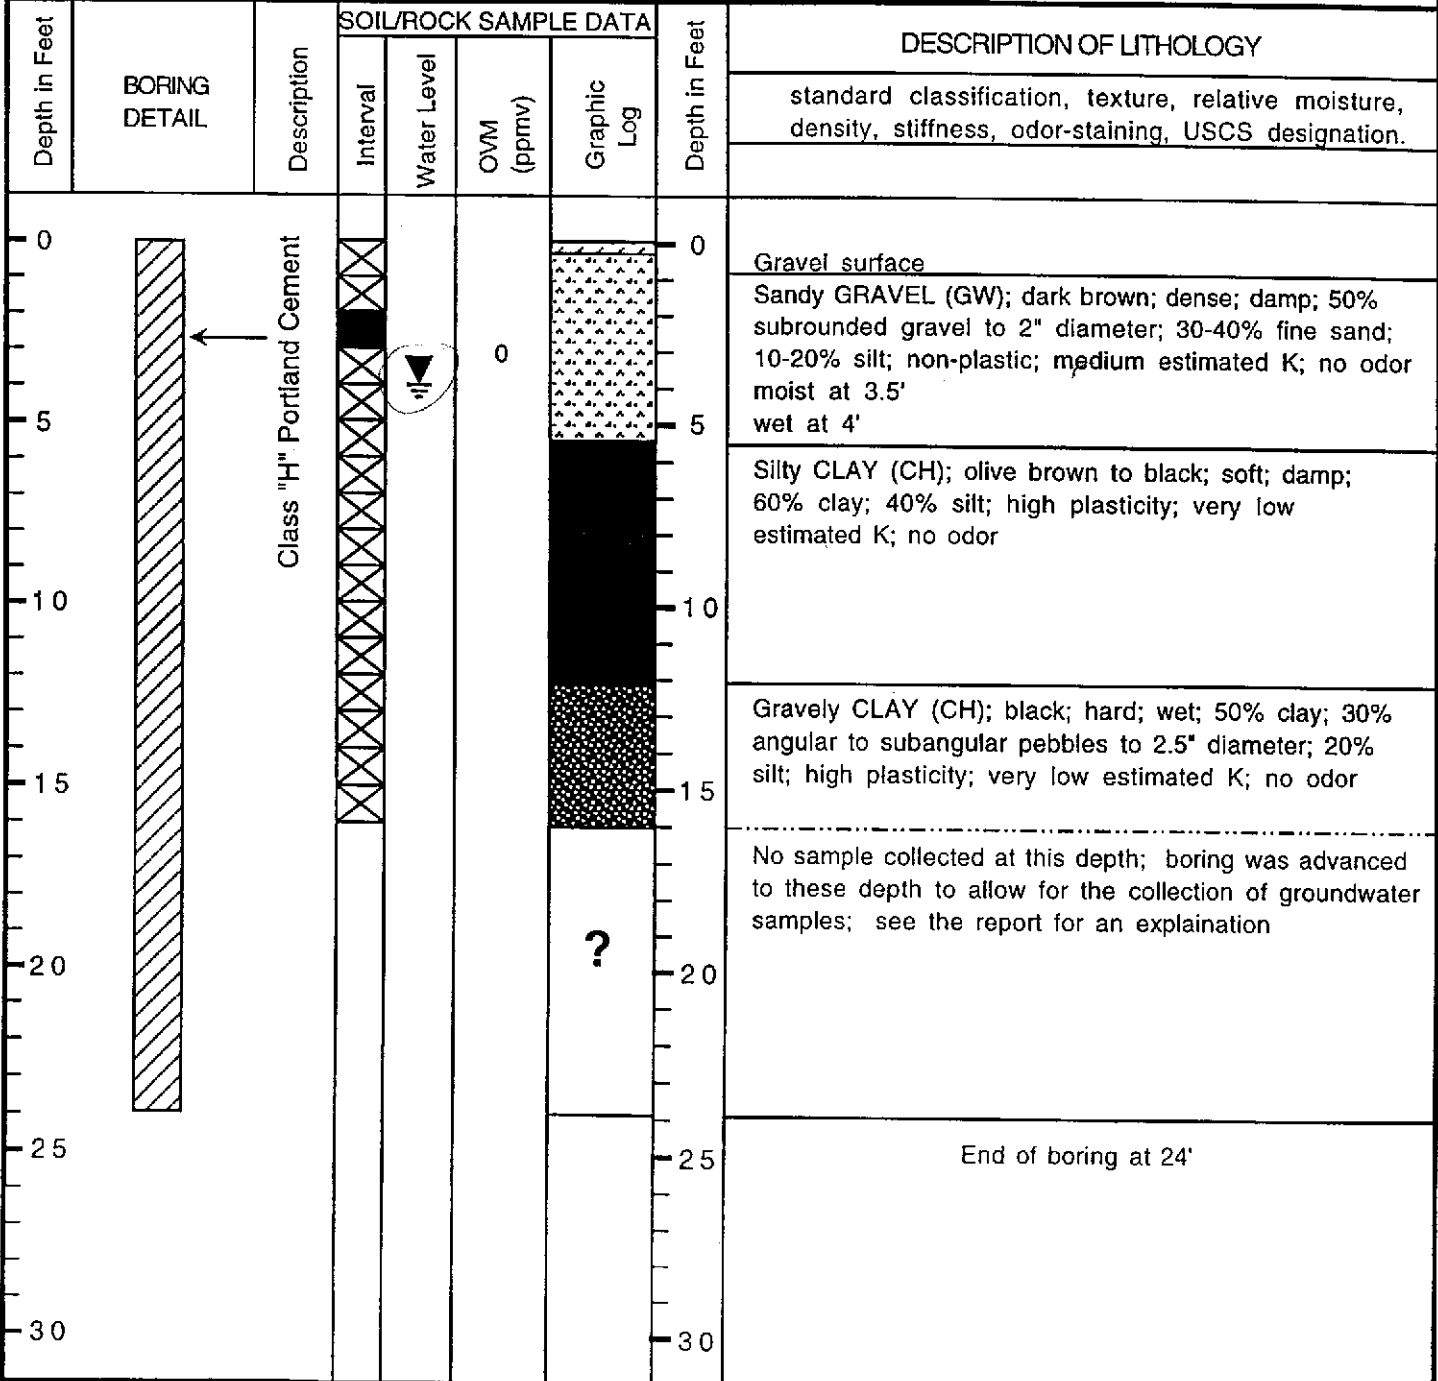 Depth in Feet
BORING
DETAIL
Description
SOIL/ROCK SAMPLE DATA
Interval
Water Level
OVM
(ppmv)
Graphic
Log
Depth in Feet
DESCRIPTION OF LITHOLOGY
standard classification, texture, relative moisture,
density, stiffness, odor-staining, USCS designation.
0
5
10
15
20
25
30
Class "H" Portland Cement
0
?
0
5
10
15
20
25
30
Gravel surface
Sandy GRAVEL (GW); dark brown; dense; damp; 50%
subrounded gravel to 2" diameter; 30-40% fine sand;
10-20% silt; non-plastic; medium estimated K; no odor
moist at 3.5'
wet at 4'
Silty CLAY (CH); olive brown to black; soft; damp;
60% clay; 40% silt; high plasticity; very low
estimated K; no odor
Gravely CLAY (CH); black; hard; wet; 50% clay; 30%
angular to subangular pebbles to 2.5" diameter; 20%
silt; high plasticity; very low estimated K; no odor
No sample collected at this depth; boring was advanced
to these depth to allow for the collection of groundwater
samples; see the report for an explaination
End of boring at 24'